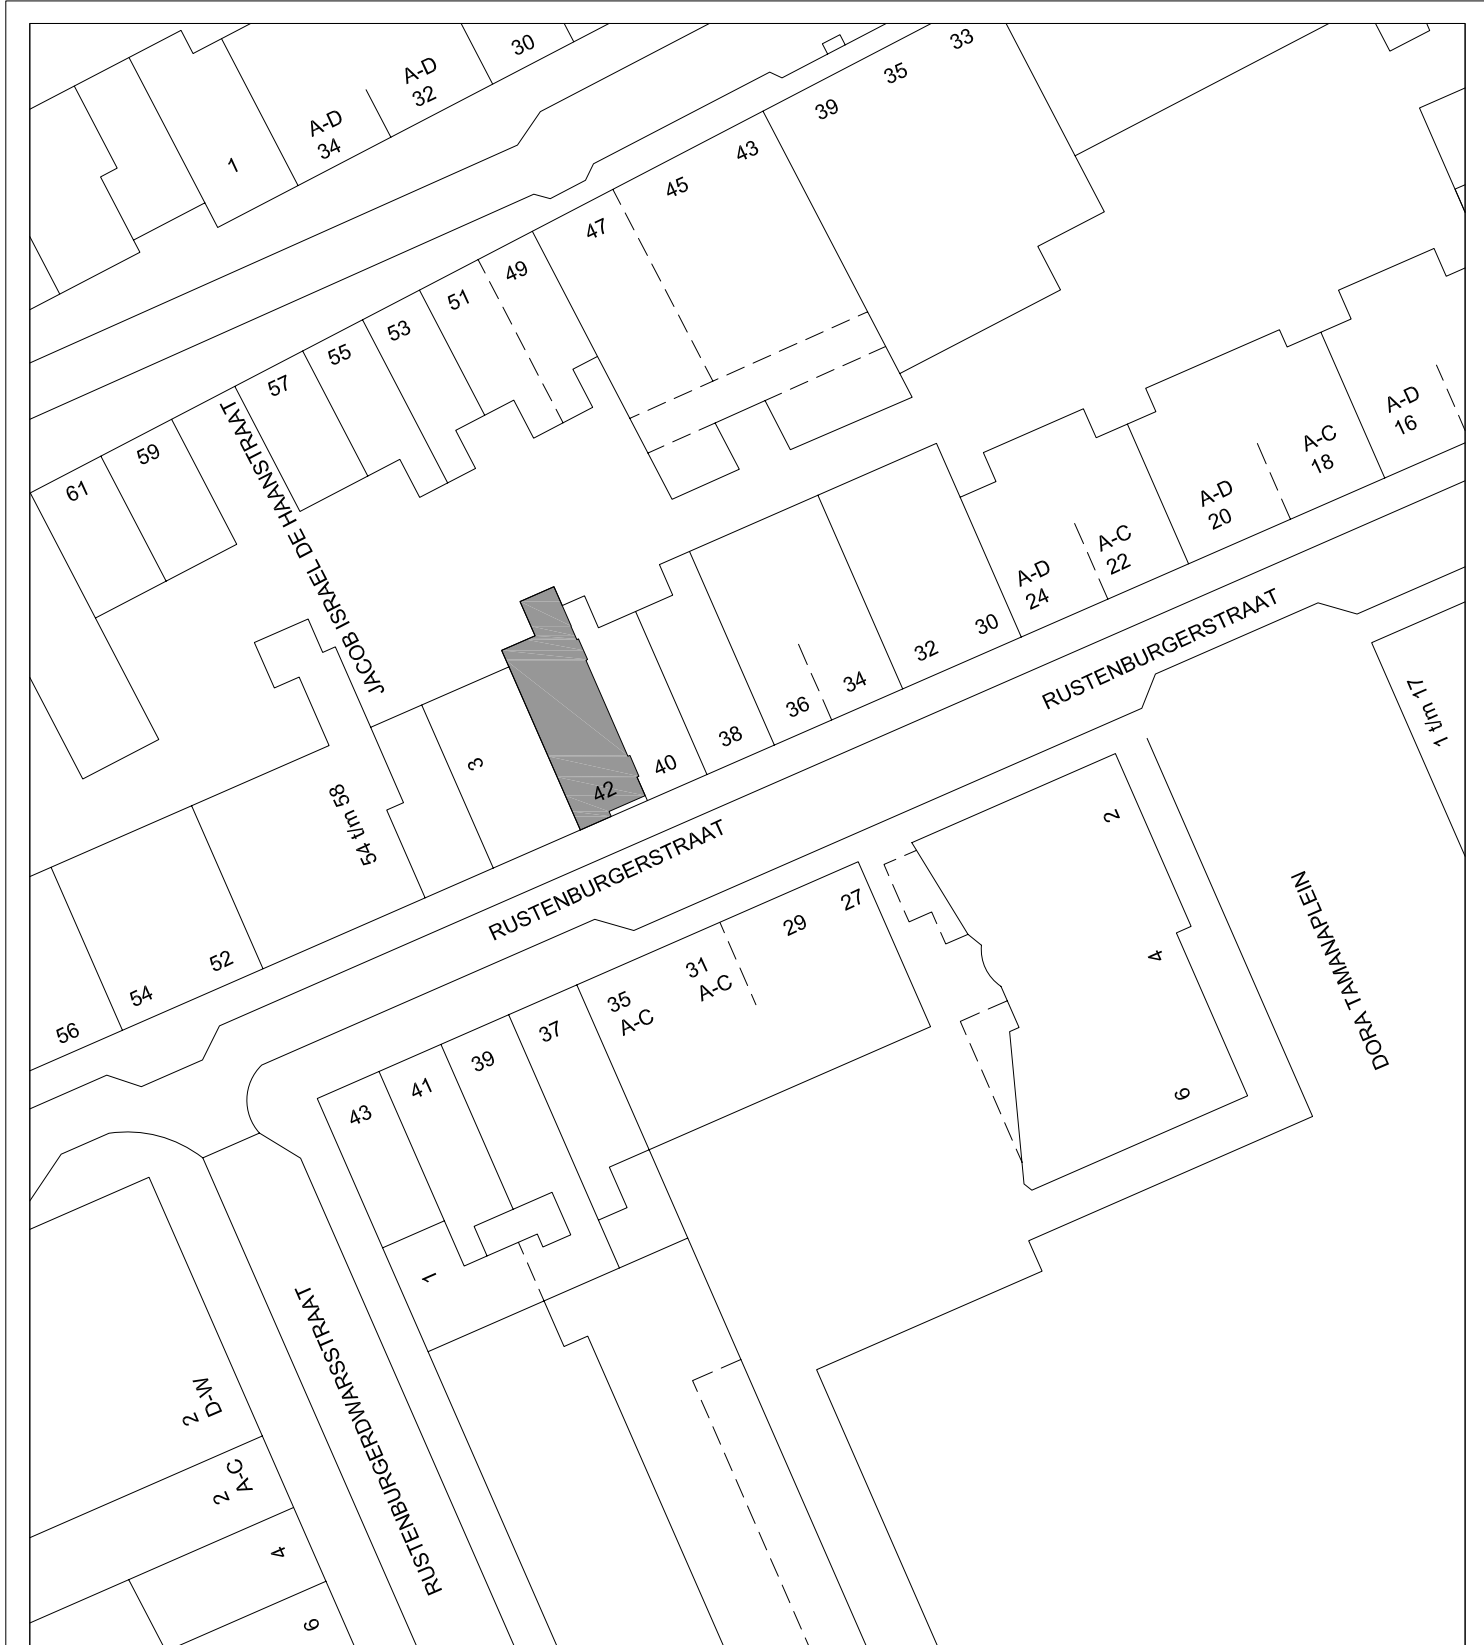 30
A-D
32
A-D
34
1
33
35
39
43
45
47
49
51
53
55
57
59
61
JACOB ISRAEL DE HAANSTRAAT
A-D
16
A-C
18
A-D
20
A-C
22
A-D
24
30
32
34
36
38
40
42
3
54 t/m 58
52
54
56
RUSTENBURGERSTRAAT
RUSTENBURGERSTRAAT
1 t/m 17
2
4
6
DORA TAMANAPLEIN
27
29
31
A-C
35
A-C
37
39
41
43
1
RUSTENBURGERDWARSSTRAAT
2
D-W
2
A-C
4
6